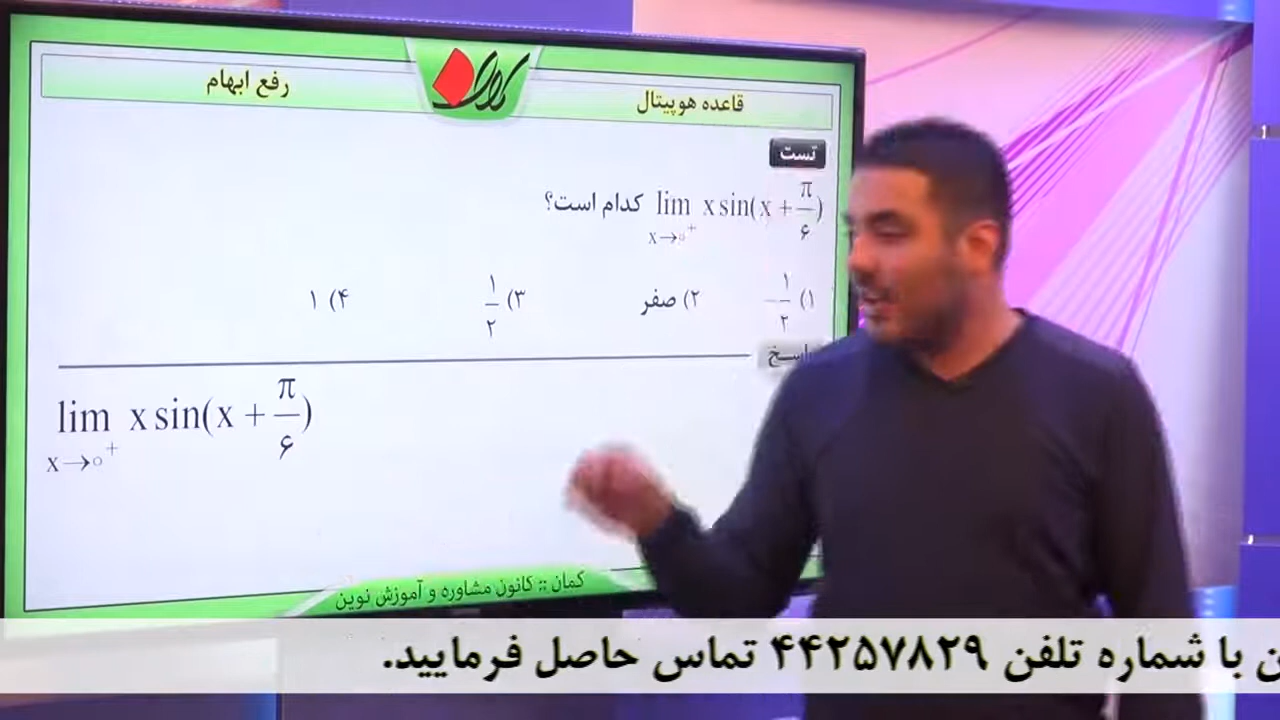 قاعده هوپیتال
رفع ابهام
تست
lim x sin(x + π/۶) کدام است؟
x→۰⁺
۱) -۱/۲ ۲) صفر ۳) ۱/۲ ۴) ۱
lim x sin(x + π/۶)
x→۰⁺
کمان :: کانون مشاوره و آموزش نوین
با شماره تلفن ۴۴۲۵۷۸۲۹ تماس حاصل فرمایید.